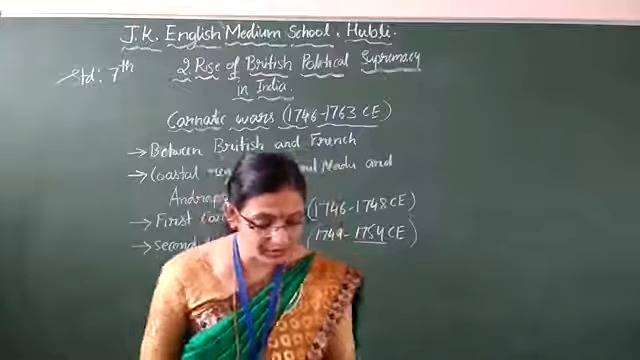 J.K. English Medium School. Hubli.
Std: 7th
2. Rise of British Political Supremacy
in India.
Carnatic wars (1746-1763 CE)
→ Between British and French
→ Coastal Nadu and
→ First (1746-1748 CE)
→ second (1749-1754 CE)